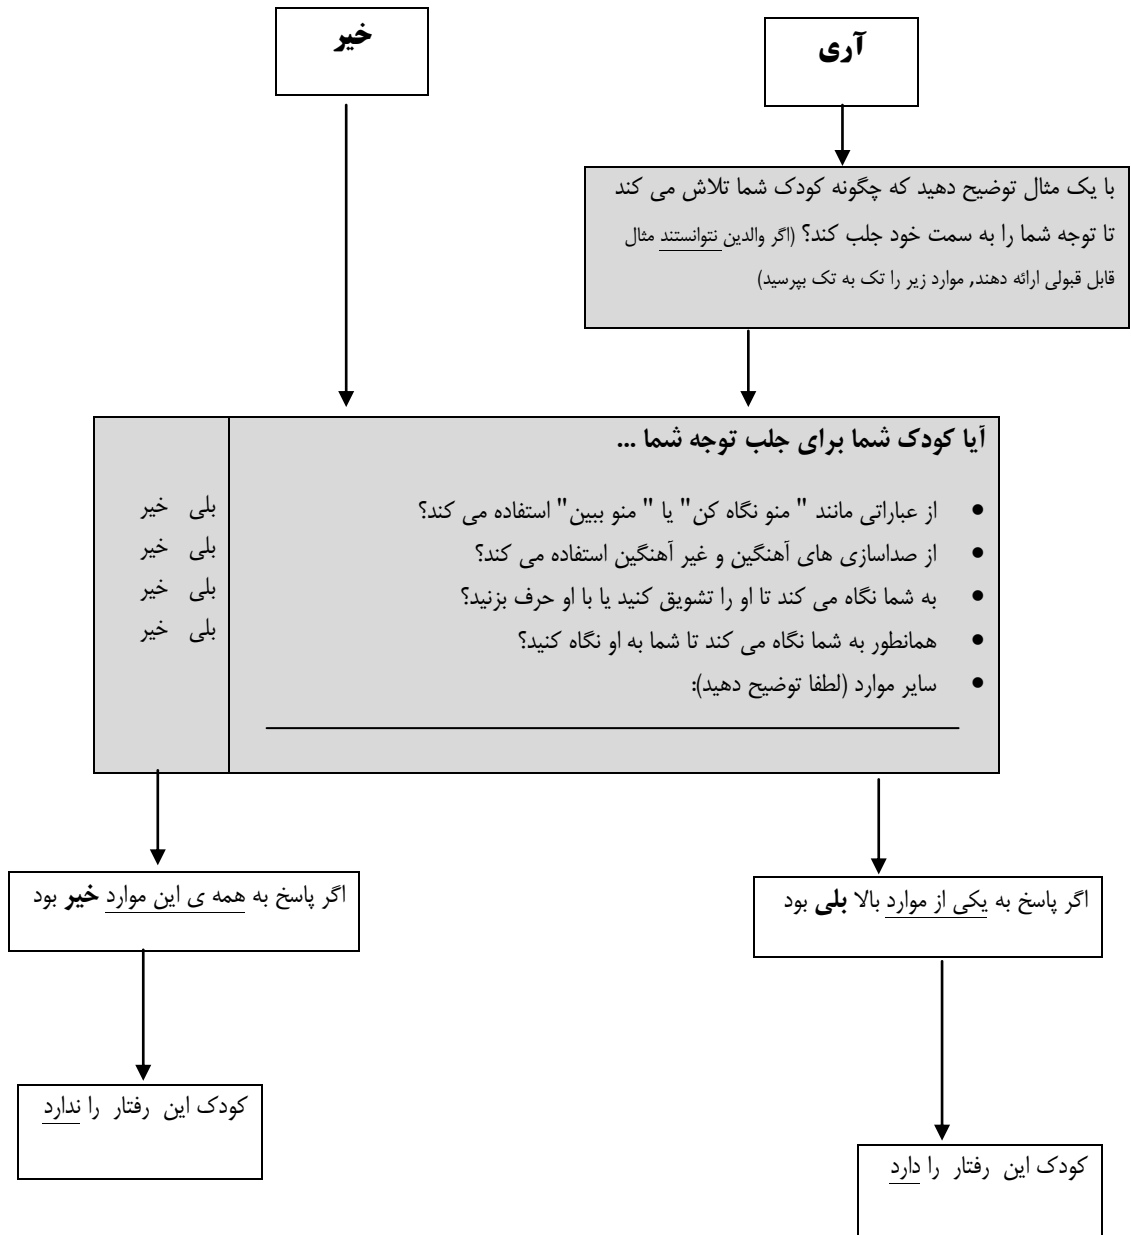 آری
خیر
با یک مثال توضیح دهید که چگونه کودک شما تلاش می کند
تا توجه شما را به سمت خود جلب کند؟ (اگر والدین نتوانستند مثال
قابل قبولی ارائه دهند, موارد زیر را تک به تک بپرسید)
آیا کودک شما برای جلب توجه شما ...
• از عباراتی مانند " منو نگاه کن" یا " منو ببین" استفاده می کند؟ بلی خیر
• از صداسازی های آهنگین و غیر آهنگین استفاده می کند؟ بلی خیر
• به شما نگاه می کند تا او را تشویق کنید یا با او حرف بزنید؟ بلی خیر
• همانطور به شما نگاه می کند تا شما به او نگاه کنید؟ بلی خیر
• سایر موارد (لطفا توضیح دهید):
اگر پاسخ به یکی از موارد بالا بلی بود
اگر پاسخ به همه ی این موارد خیر بود
کودک این رفتار را دارد
کودک این رفتار را ندارد